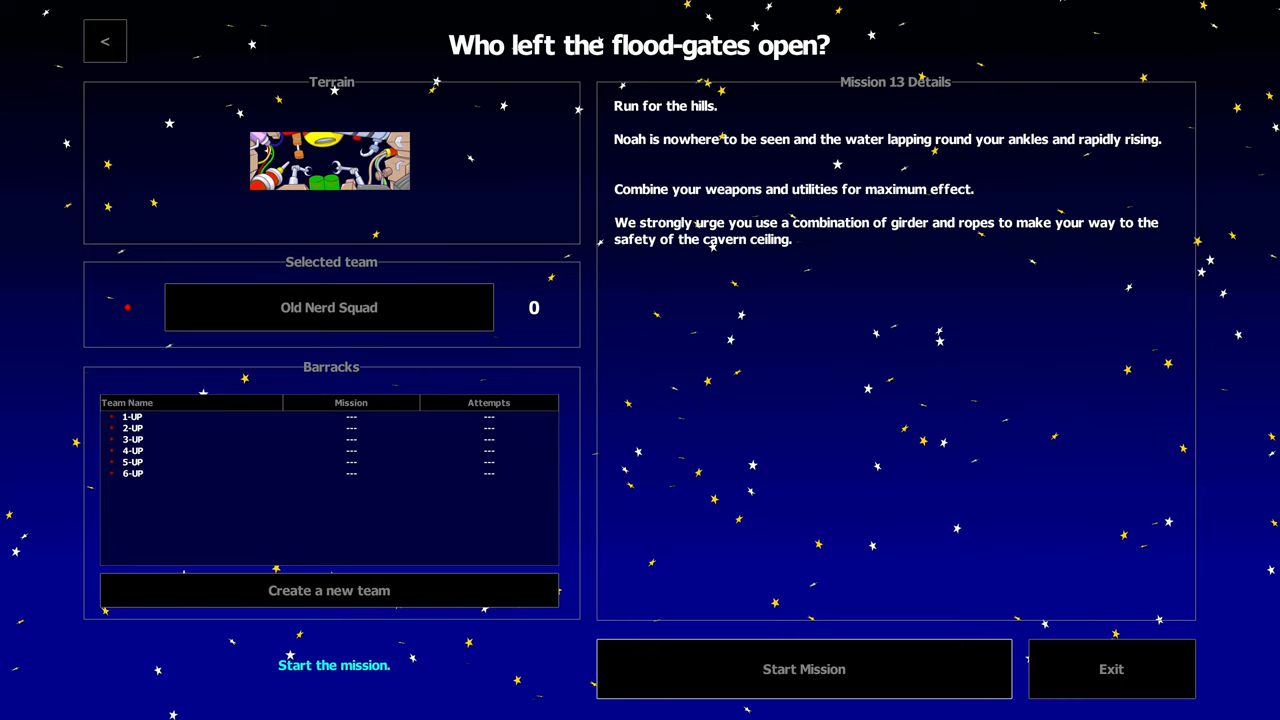 <
Who left the flood-gates open?
Terrain
Selected team
Old Nerd Squad
0
Barracks
Team Name Mission Attempts
1-UP --- ---
2-UP --- ---
3-UP --- ---
4-UP --- ---
5-UP --- ---
6-UP --- ---
Create a new team
Start the mission.
Mission 13 Details
Run for the hills.
Noah is nowhere to be seen and the water lapping round your ankles and rapidly rising.
Combine your weapons and utilities for maximum effect.
We strongly urge you use a combination of girder and ropes to make your way to the
safety of the cavern ceiling.
Start Mission
Exit